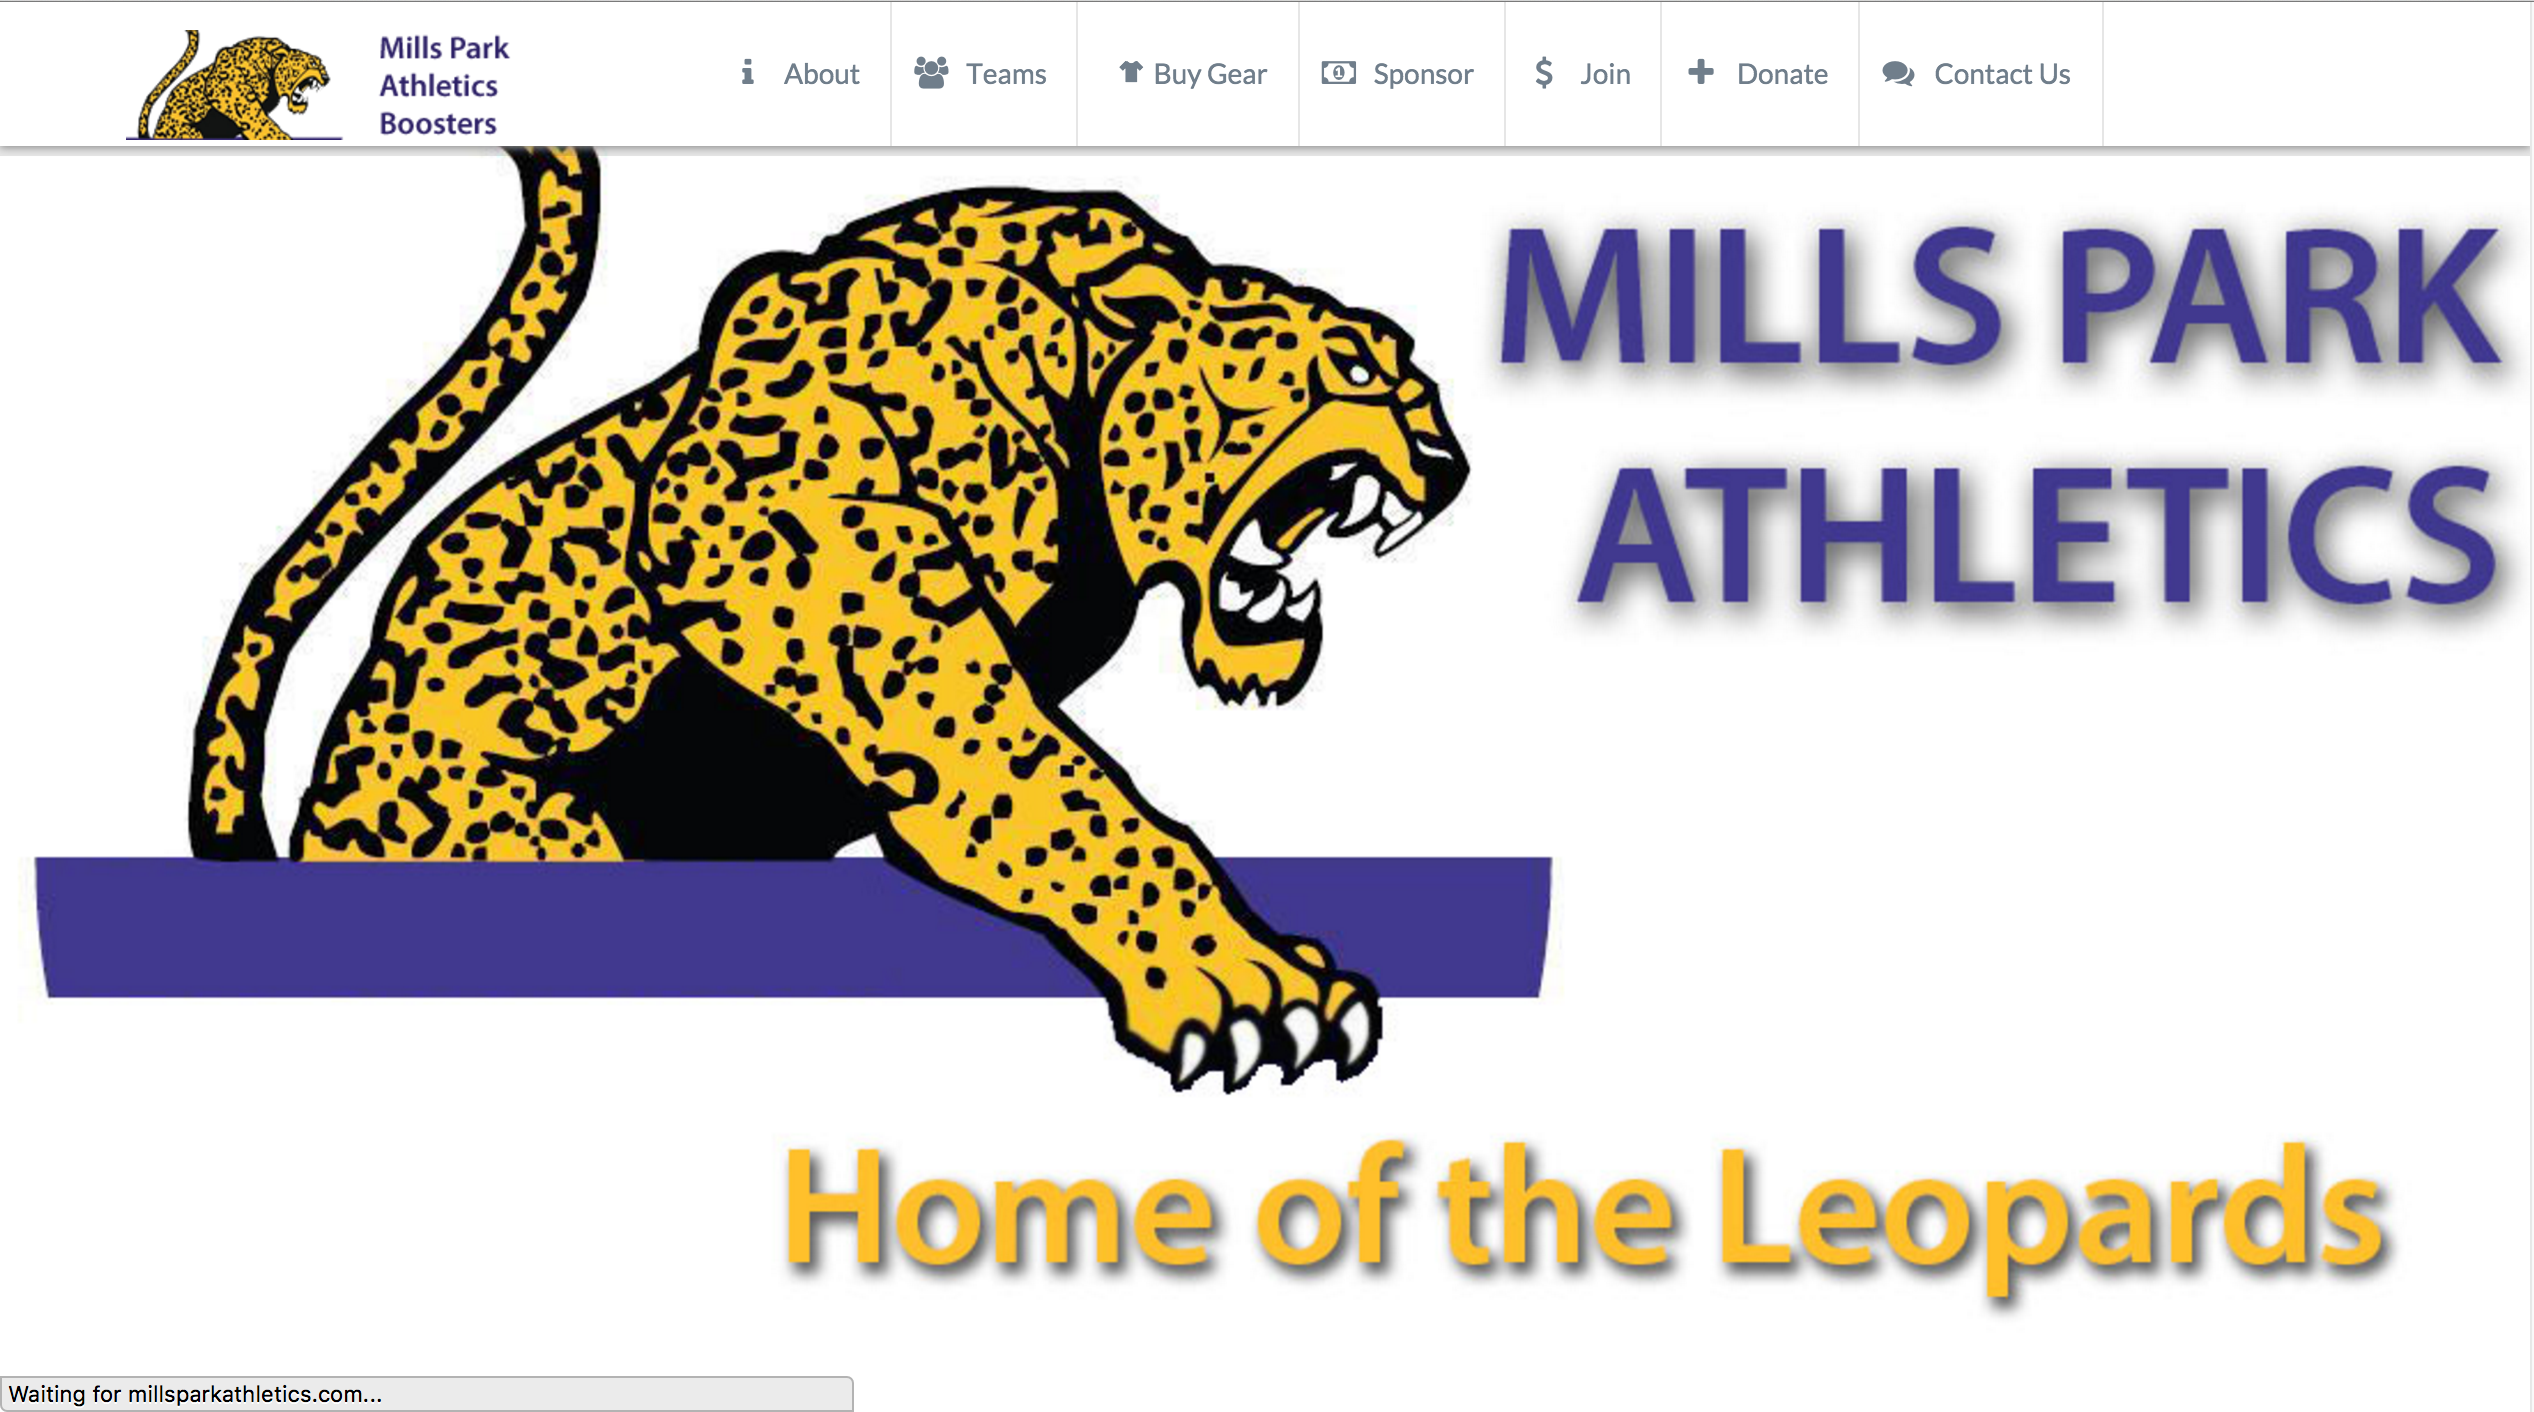 Mills Park
Athletics
Boosters
About
Teams
Buy Gear
Sponsor
Join
Donate
Contact Us
MILLS PARK
ATHLETICS
Home of the Leopards
Waiting for millsparkathletics.com...